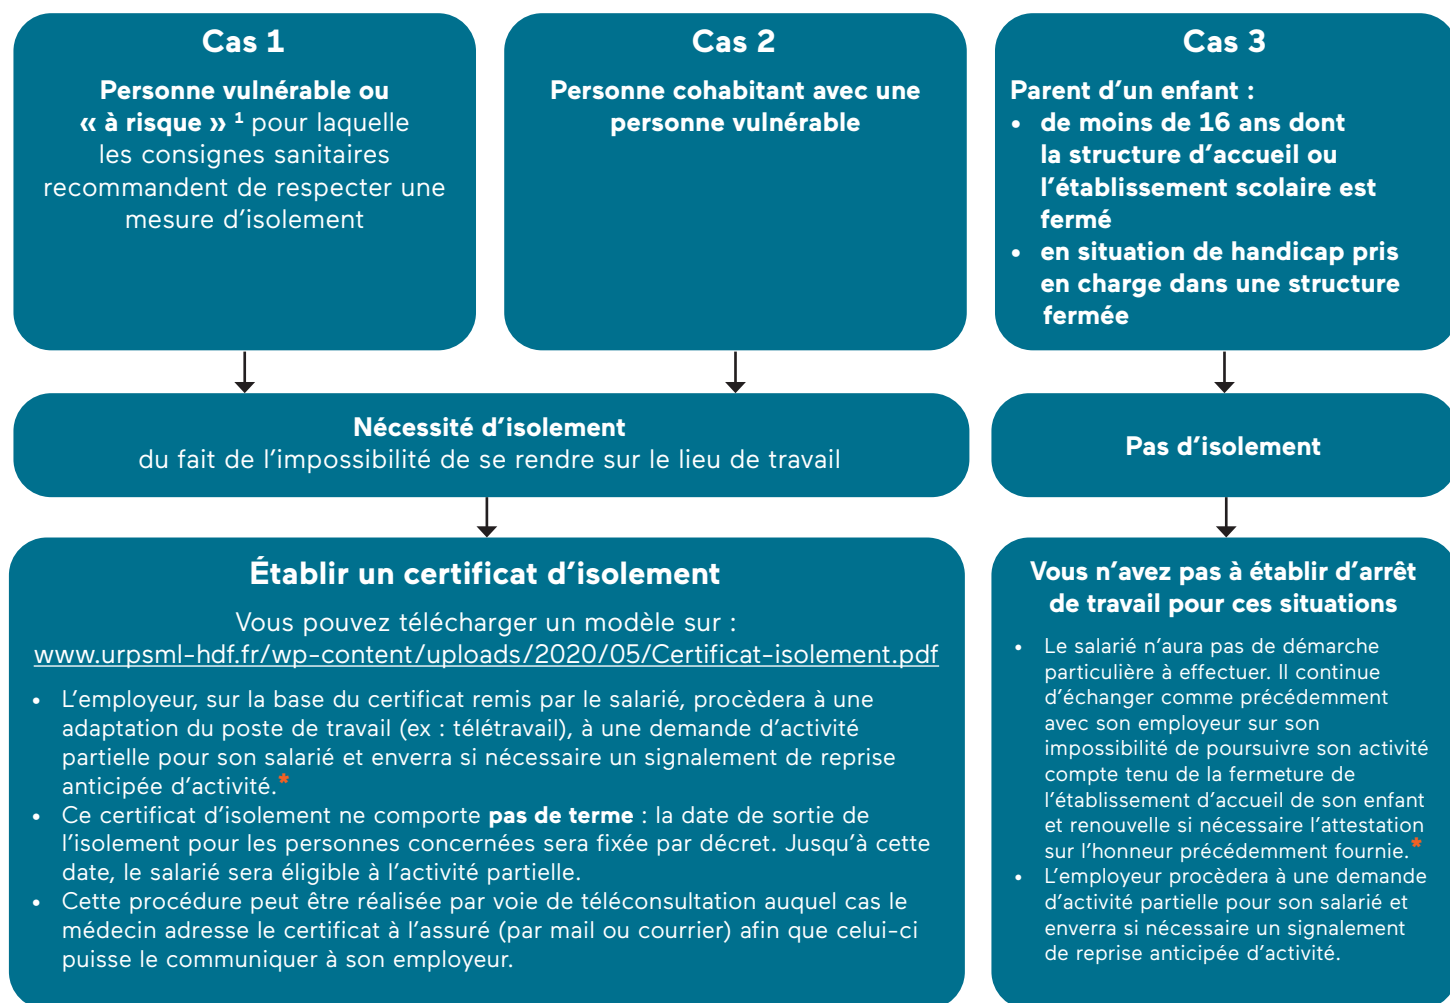 Cas 1
Personne vulnérable ou
« à risque » ¹ pour laquelle
les consignes sanitaires
recommandent de respecter une
mesure d’isolement
Cas 2
Personne cohabitant avec une
personne vulnérable
Cas 3
Parent d’un enfant :
• de moins de 16 ans dont
la structure d’accueil ou
l’établissement scolaire est
fermé
• en situation de handicap pris
en charge dans une structure
fermée
Nécessité d’isolement
du fait de l’impossibilité de se rendre sur le lieu de travail
Pas d’isolement
Établir un certificat d’isolement
Vous pouvez télécharger un modèle sur :
www.urpsml-hdf.fr/wp-content/uploads/2020/05/Certificat-isolement.pdf
• L’employeur, sur la base du certificat remis par le salarié, procèdera à une
adaptation du poste de travail (ex : télétravail), à une demande d’activité
partielle pour son salarié et enverra si nécessaire un signalement de reprise
anticipée d’activité.*
• Ce certificat d’isolement ne comporte pas de terme : la date de sortie de
l’isolement pour les personnes concernées sera fixée par décret. Jusqu’à cette
date, le salarié sera éligible à l’activité partielle.
• Cette procédure peut être réalisée par voie de téléconsultation auquel cas le
médecin adresse le certificat à l’assuré (par mail ou courrier) afin que celui-ci
puisse le communiquer à son employeur.
Vous n’avez pas à établir d’arrêt
de travail pour ces situations
• Le salarié n’aura pas de démarche
particulière à effectuer. Il continue
d’échanger comme précédemment
avec son employeur sur son
impossibilité de poursuivre son activité
compte tenu de la fermeture de
l’établissement d’accueil de son enfant
et renouvelle si nécessaire l’attestation
sur l’honneur précédemment fournie.*
• L’employeur procèdera à une demande
d’activité partielle pour son salarié et
enverra si nécessaire un signalement
de reprise anticipée d’activité.